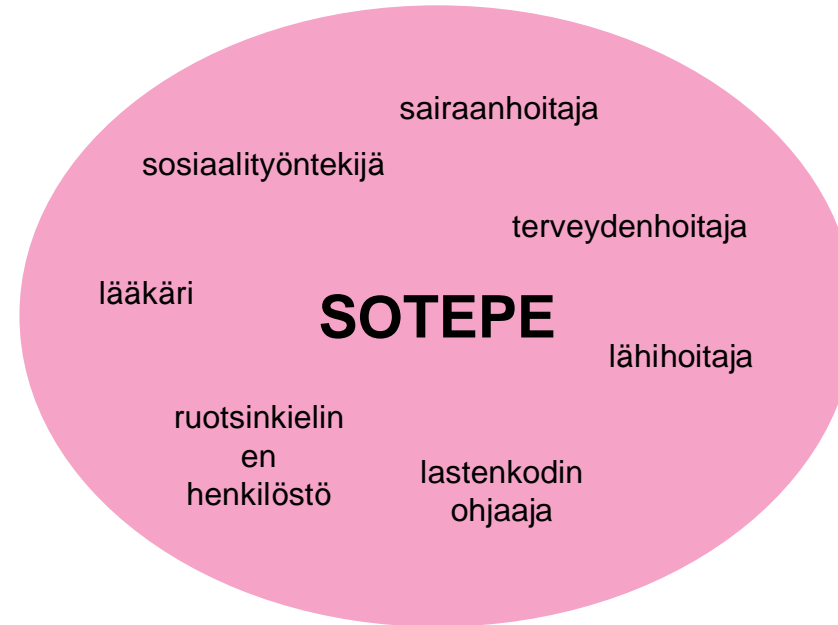 sairaanhoitaja
sosiaalityöntekijä
terveydenhoitaja
lääkäri
SOTEPE
lähihoitaja
ruotsinkielin
en
henkilöstö
lastenkodin
ohjaaja